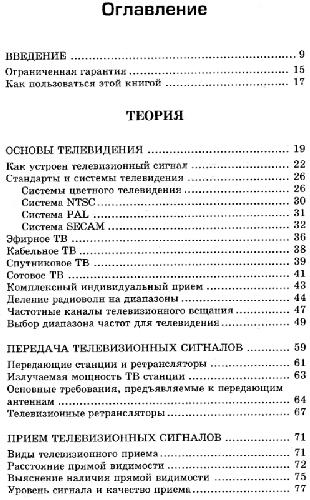 Оглавление
ВВЕДЕНИЕ 9
Ограниченная гарантия 15
Как пользоваться этой книгой 17
ТЕОРИЯ
ОСНОВЫ ТЕЛЕВИДЕНИЯ 19
Как устроен телевизионный сигнал 22
Стандарты и системы телевидения 26
Системы цветного телевидения 26
Система NTSC 30
Система PAL 31
Система SECAM 32
Эфирное ТВ 36
Кабельное ТВ 38
Спутниковое ТВ 39
Сотовое ТВ 41
Комплексный индивидуальный прием 43
Деление радиоволн на диапазоны 44
Частотные каналы телевизионного вещания 47
Выбор диапазона частот для телевидения 49
ПЕРЕДАЧА ТЕЛЕВИЗИОННЫХ СИГНАЛОВ 59
Передающие станции и ретрансляторы 61
Излучаемая мощность ТВ станции 63
Основные требования, предъявляемые к передающим
антеннам 64
Телевизионные ретрансляторы 67
ПРИЕМ ТЕЛЕВИЗИОННЫХ СИГНАЛОВ 71
Виды телевизионного приема 71
Расстояние прямой видимости 72
Выяснение наличия прямой видимости 75
Уровень сигнала и качество приема 77